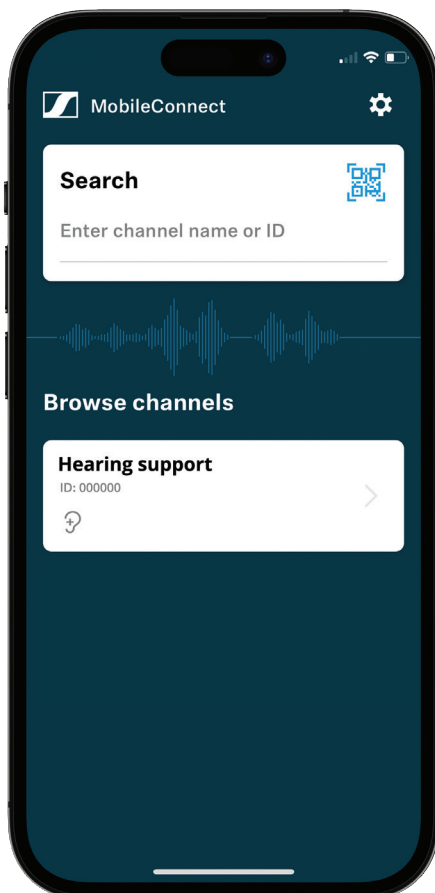 MobileConnect
Search
Enter channel name or ID
Browse channels
Hearing support
ID: 000000